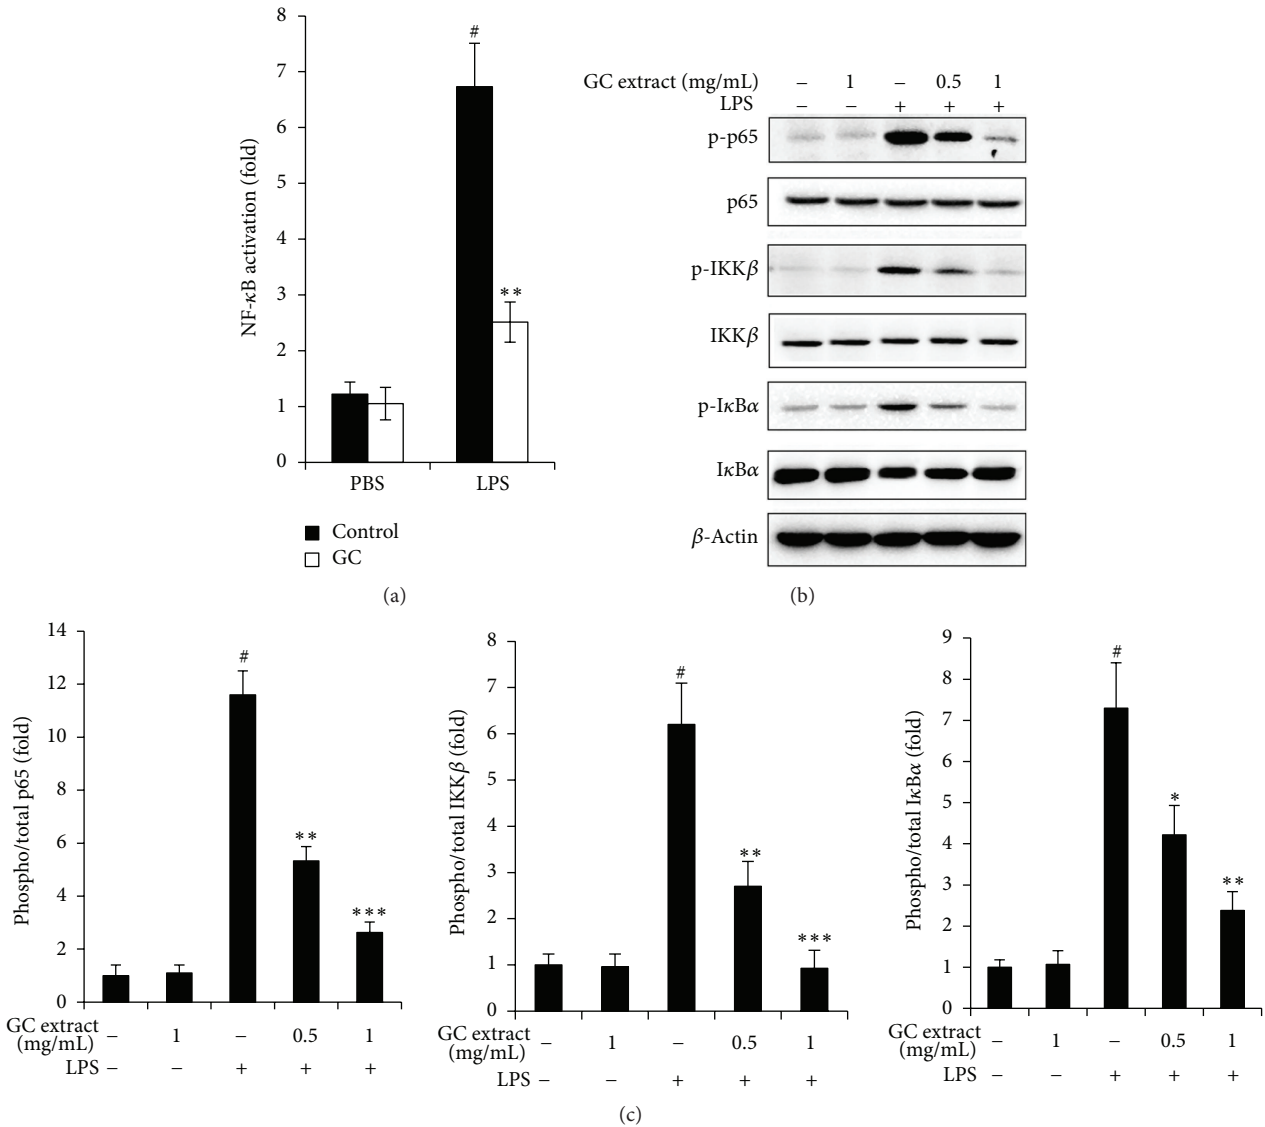 8
7
6
5
4
3
2
1
0
NF-κB activation (fold)
#
**
PBS LPS
Control
GC
(a)
GC extract (mg/mL) – 1 – 0.5 1
LPS – – + + +
p-p65
p65
p-IKKβ
IKKβ
p-IκBα
IκBα
β-Actin
(b)
14
12
10
8
6
4
2
0
Phospho/total p65 (fold)
#
**
***
GC extract
(mg/mL) – 1 – 0.5 1
LPS – – + + +
8
7
6
5
4
3
2
1
0
Phospho/total IKKβ (fold)
#
**
***
GC extract
(mg/mL) – 1 – 0.5 1
LPS – – + + +
9
8
7
6
5
4
3
2
1
0
Phospho/total IκBα (fold)
#
*
**
GC extract
(mg/mL) – 1 – 0.5 1
LPS – – + + +
(c)